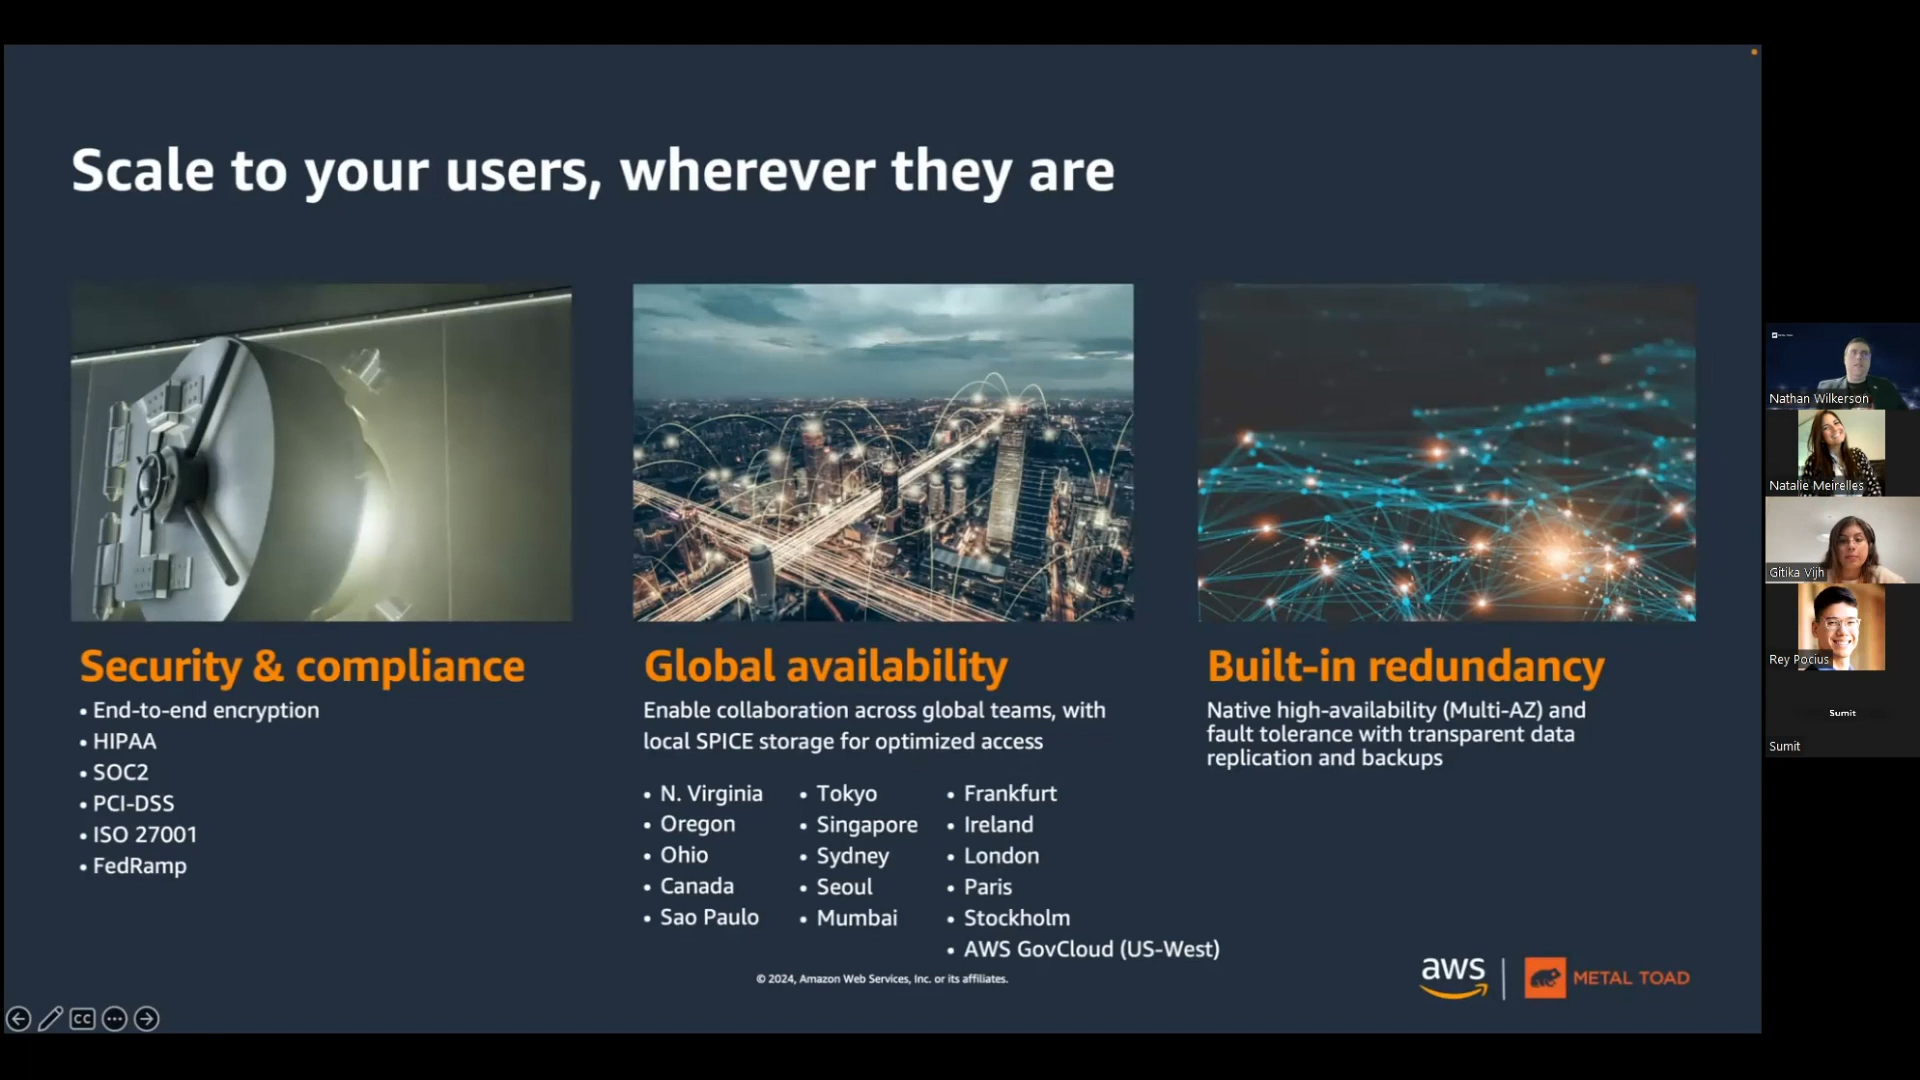 Scale to your users, wherever they are
Security & compliance
• End-to-end encryption
• HIPAA
• SOC2
• PCI-DSS
• ISO 27001
• FedRamp
Global availability
Enable collaboration across global teams, with
local SPICE storage for optimized access
• N. Virginia
• Oregon
• Ohio
• Canada
• Sao Paulo
• Tokyo
• Singapore
• Sydney
• Seoul
• Mumbai
• Frankfurt
• Ireland
• London
• Paris
• Stockholm
• AWS GovCloud (US-West)
Built-in redundancy
Native high-availability (Multi-AZ) and
fault tolerance with transparent data
replication and backups
© 2024, Amazon Web Services, Inc. or its affiliates.
aws
METAL TOAD
CC
Nathan Wilkerson
Natalie Meirelles
Gitika Vijh
Rey Pocius
Sumit
Sumit